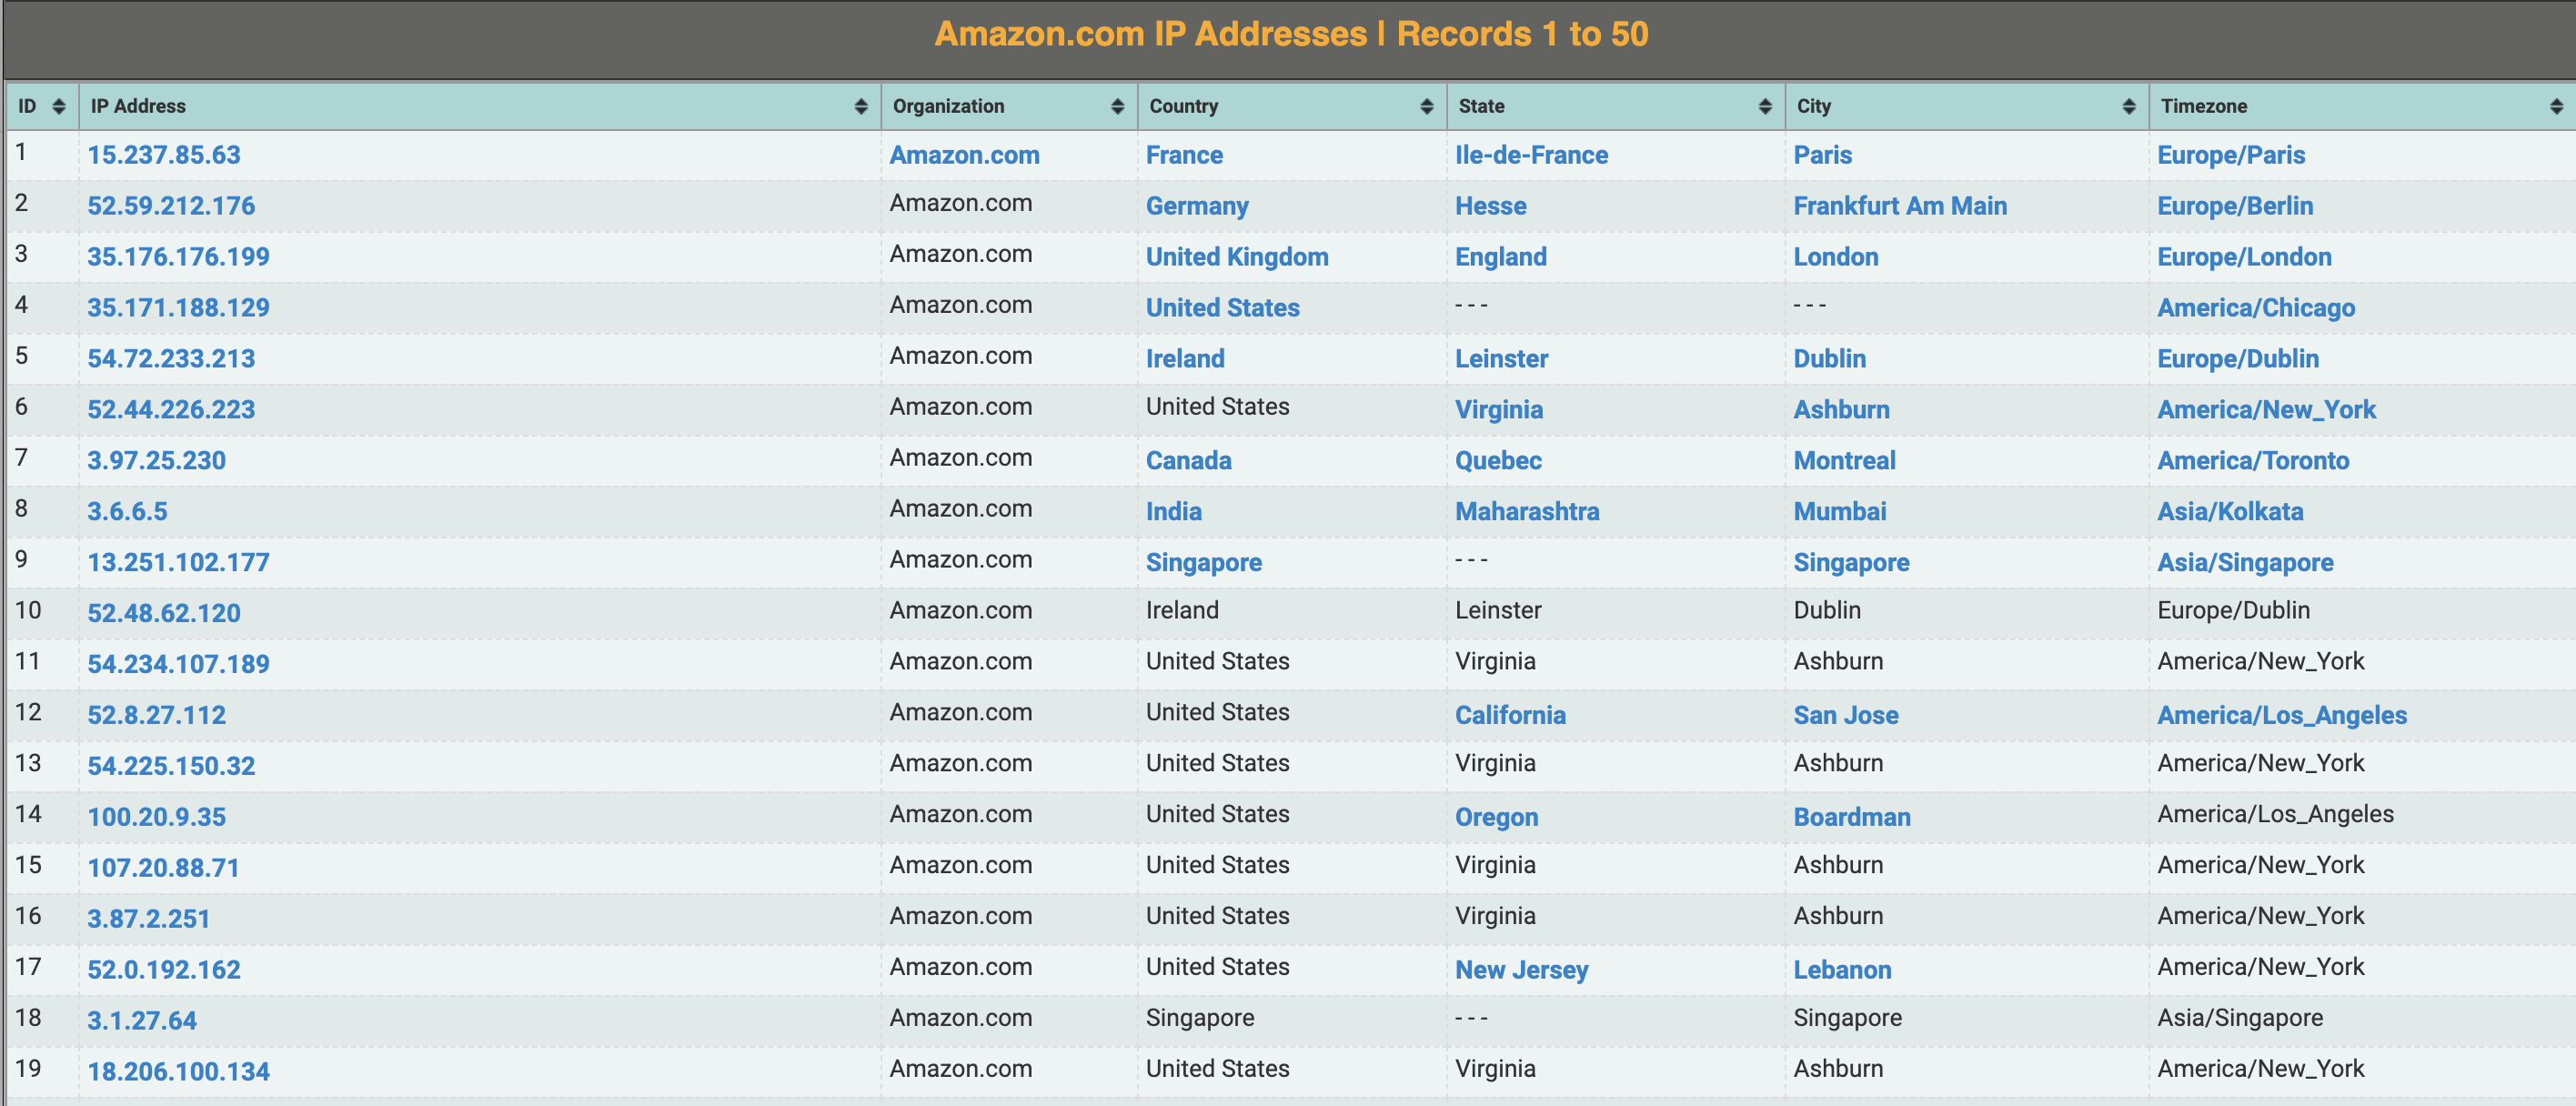 Amazon.com IP Addresses | Records 1 to 50
ID IP Address Organization Country State City Timezone
1 15.237.85.63 Amazon.com France Ile-de-France Paris Europe/Paris
2 52.59.212.176 Amazon.com Germany Hesse Frankfurt Am Main Europe/Berlin
3 35.176.176.199 Amazon.com United Kingdom England London Europe/London
4 35.171.188.129 Amazon.com United States --- --- America/Chicago
5 54.72.233.213 Amazon.com Ireland Leinster Dublin Europe/Dublin
6 52.44.226.223 Amazon.com United States Virginia Ashburn America/New_York
7 3.97.25.230 Amazon.com Canada Quebec Montreal America/Toronto
8 3.6.6.5 Amazon.com India Maharashtra Mumbai Asia/Kolkata
9 13.251.102.177 Amazon.com Singapore --- Singapore Asia/Singapore
10 52.48.62.120 Amazon.com Ireland Leinster Dublin Europe/Dublin
11 54.234.107.189 Amazon.com United States Virginia Ashburn America/New_York
12 52.8.27.112 Amazon.com United States California San Jose America/Los_Angeles
13 54.225.150.32 Amazon.com United States Virginia Ashburn America/New_York
14 100.20.9.35 Amazon.com United States Oregon Boardman America/Los_Angeles
15 107.20.88.71 Amazon.com United States Virginia Ashburn America/New_York
16 3.87.2.251 Amazon.com United States Virginia Ashburn America/New_York
17 52.0.192.162 Amazon.com United States New Jersey Lebanon America/New_York
18 3.1.27.64 Amazon.com Singapore --- Singapore Asia/Singapore
19 18.206.100.134 Amazon.com United States Virginia Ashburn America/New_York